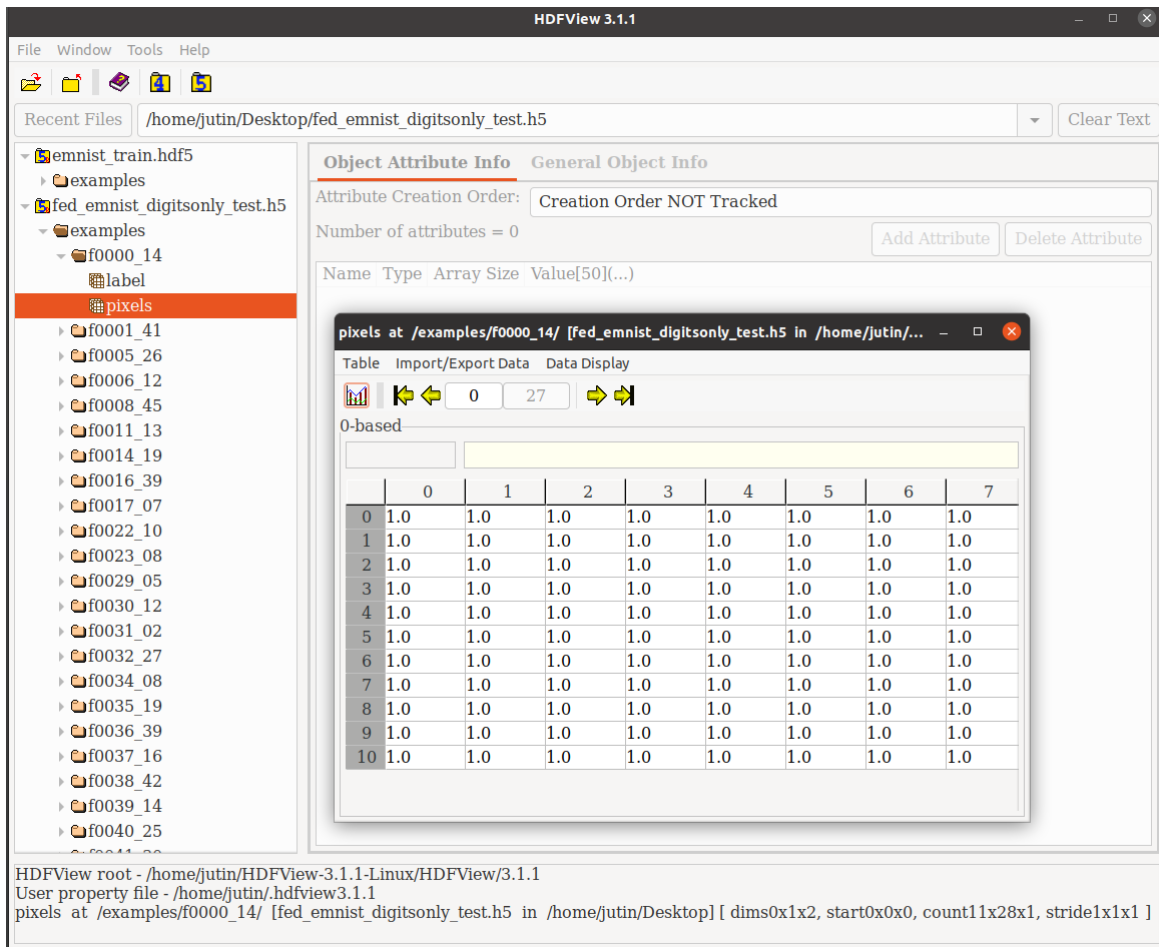 HDFView 3.1.1
File Window Tools Help
4 5
Recent Files /home/jutin/Desktop/fed_emnist_digitsonly_test.h5 Clear Text
emnist_train.hdf5
examples
fed_emnist_digitsonly_test.h5
examples
f0000_14
label
pixels
f0001_41
f0005_26
f0006_12
f0008_45
f0011_13
f0014_19
f0016_39
f0017_07
f0022_10
f0023_08
f0029_05
f0030_12
f0031_02
f0032_27
f0034_08
f0035_19
f0036_39
f0037_16
f0038_42
f0039_14
f0040_25
Object Attribute Info General Object Info
Attribute Creation Order: Creation Order NOT Tracked
Number of attributes = 0 Add Attribute Delete Attribute
Name Type Array Size Value[50](...)
pixels at /examples/f0000_14/ [fed_emnist_digitsonly_test.h5 in /home/jutin/...
Table Import/Export Data Data Display
0 27
0-based
0 1 2 3 4 5 6 7
0 1.0 1.0 1.0 1.0 1.0 1.0 1.0 1.0
1 1.0 1.0 1.0 1.0 1.0 1.0 1.0 1.0
2 1.0 1.0 1.0 1.0 1.0 1.0 1.0 1.0
3 1.0 1.0 1.0 1.0 1.0 1.0 1.0 1.0
4 1.0 1.0 1.0 1.0 1.0 1.0 1.0 1.0
5 1.0 1.0 1.0 1.0 1.0 1.0 1.0 1.0
6 1.0 1.0 1.0 1.0 1.0 1.0 1.0 1.0
7 1.0 1.0 1.0 1.0 1.0 1.0 1.0 1.0
8 1.0 1.0 1.0 1.0 1.0 1.0 1.0 1.0
9 1.0 1.0 1.0 1.0 1.0 1.0 1.0 1.0
10 1.0 1.0 1.0 1.0 1.0 1.0 1.0 1.0
HDFView root - /home/jutin/HDFView-3.1.1-Linux/HDFView/3.1.1
User property file - /home/jutin/.hdfview3.1.1
pixels at /examples/f0000_14/ [fed_emnist_digitsonly_test.h5 in /home/jutin/Desktop] [ dims0x1x2, start0x0x0, count11x28x1, stride1x1x1 ]